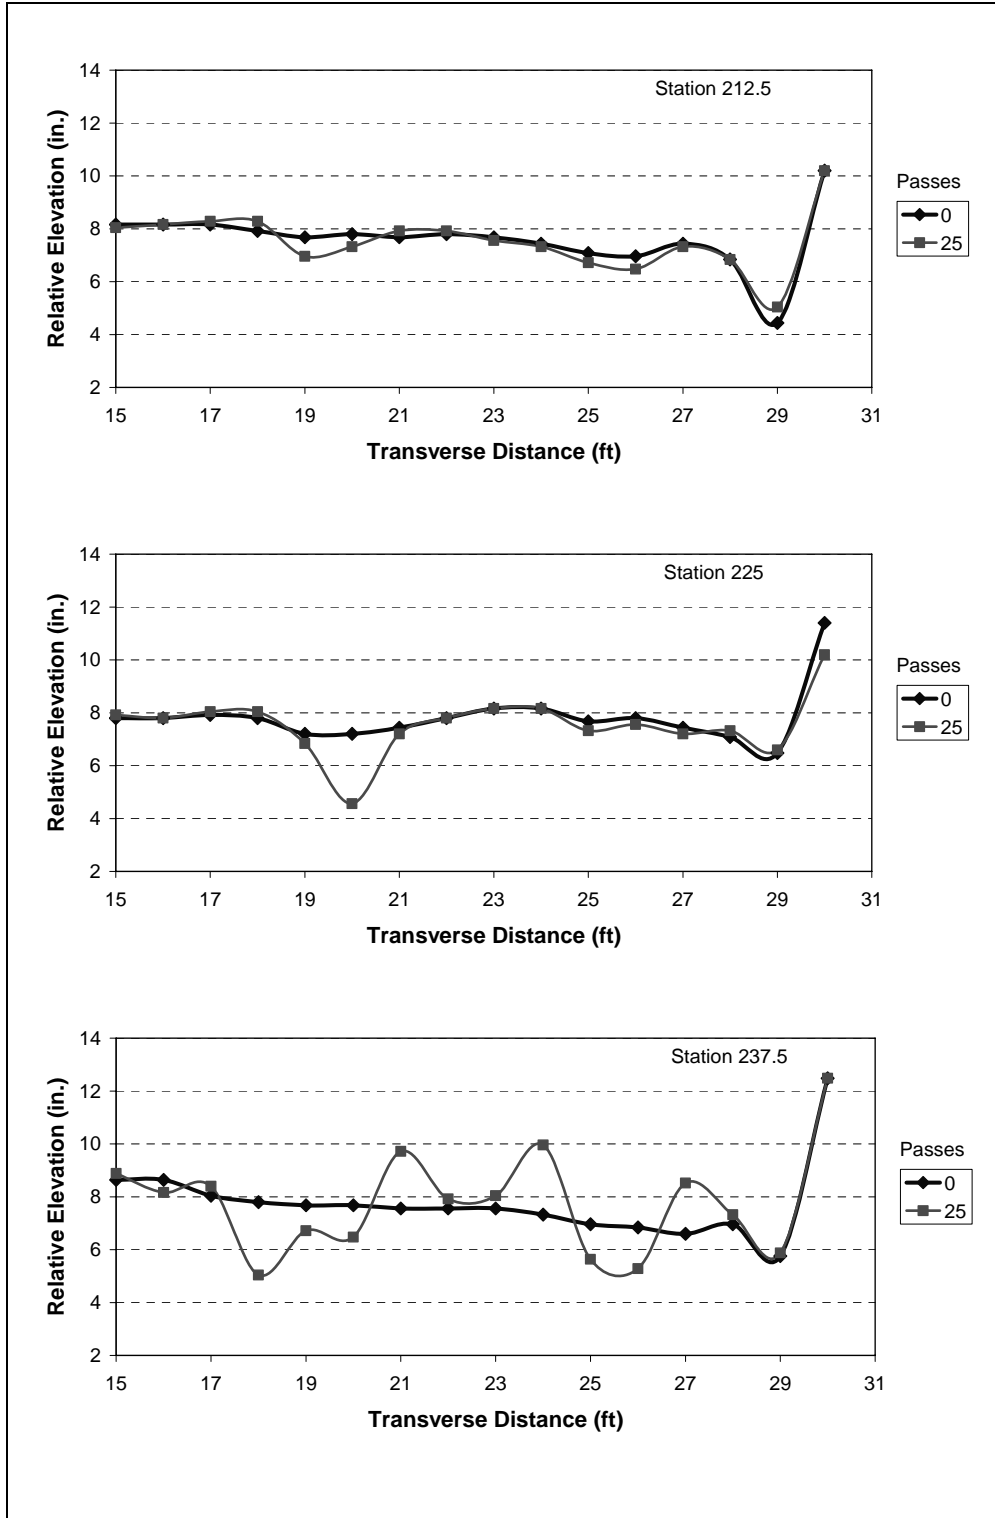 Station 212.5
14
12
10
8
6
4
2
Relative Elevation (in.)
15 17 19 21 23 25 27 29 31
Transverse Distance (ft)
Passes
0
25
Station 225
14
12
10
8
6
4
2
Relative Elevation (in.)
15 17 19 21 23 25 27 29 31
Transverse Distance (ft)
Passes
0
25
Station 237.5
14
12
10
8
6
4
2
Relative Elevation (in.)
15 17 19 21 23 25 27 29 31
Transverse Distance (ft)
Passes
0
25